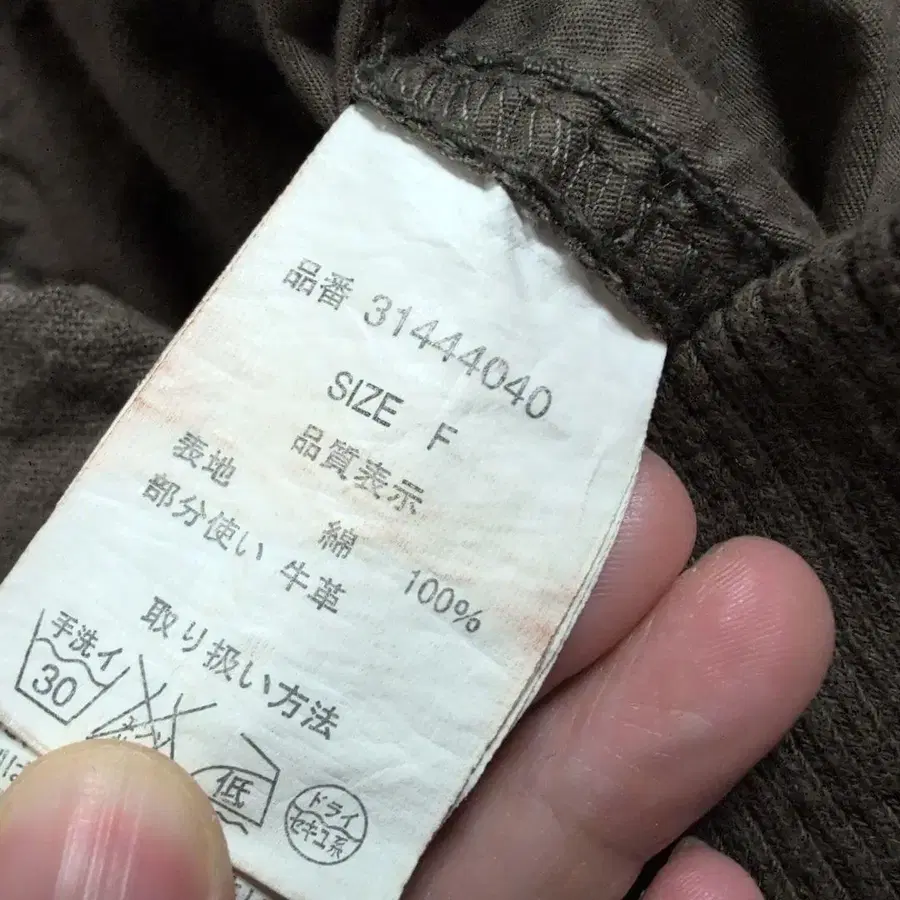 品番 31444040
SIZE F
品質表示
表地 綿 100%
部分使い 牛革
取り扱い方法
手洗イ
30
低
ドライ
セキユ系